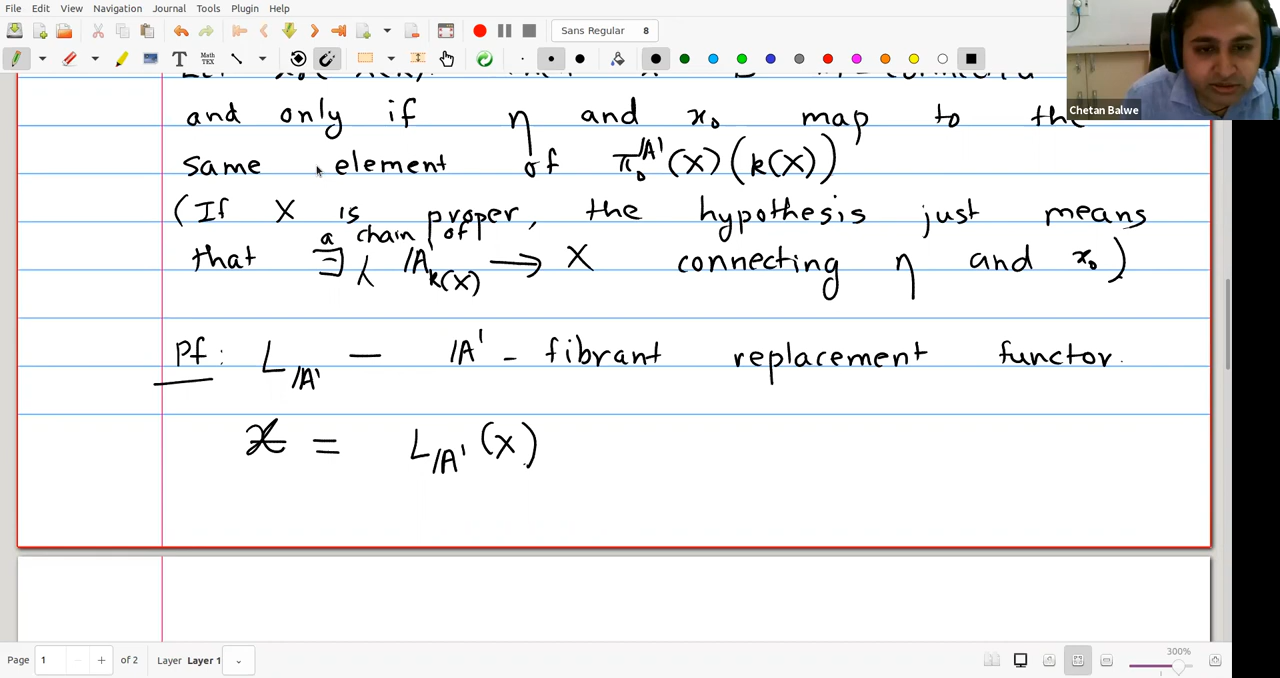 File Edit View Navigation Journal Tools Plugin Help
Sans Regular 8
Chetan Balwe
and only if η and x₀ map to the
same element of π₀^{𝔸¹}(X)(k(X))
(If X is proper, the hypothesis just means
that ∃ a chain of 𝔸¹_{k(X)} → X connecting η and x₀)
Pf: L_{𝔸¹} — 𝔸¹- fibrant replacement functor.
𝒳 = L_{𝔸¹}(X)
Page 1 of 2 Layer Layer 1 300%